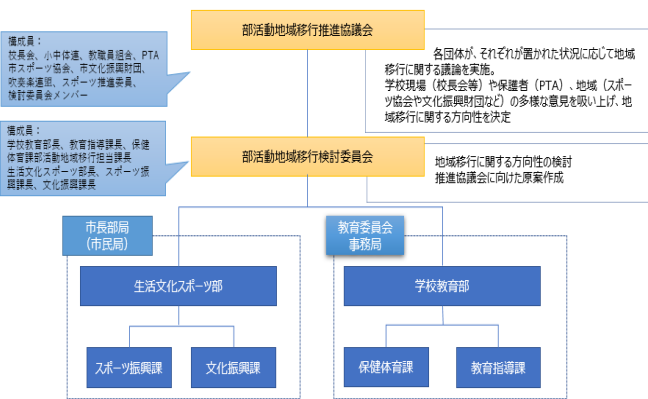 部活動地域移行推進協議会
構成員：
校長会、小中体連、教職員組合、PTA
市スポーツ協会、市文化振興財団、
吹奏楽連盟、スポーツ推進委員、
検討委員会メンバー
各団体が、それぞれが置かれた状況に応じて地域
移行に関する議論を実施。
学校現場（校長会等）や保護者（PTA）、地域（スポー
ツ協会や文化振興財団など）の多様な意見を吸い上げ、地
域移行に関する方向性を決定
構成員：
学校教育部長、教育指導課長、保健
体育課部活動地域移行担当課長
生活文化スポーツ部長、スポーツ振
興課長、文化振興課長
部活動地域移行検討委員会
地域移行に関する方向性の検討
推進協議会に向けた原案作成
市長部局
（市民局）
教育委員会
事務局
生活文化スポーツ部
学校教育部
スポーツ振興課
文化振興課
保健体育課
教育指導課